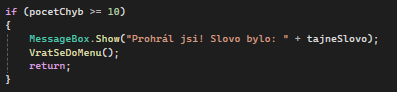 if (pocetChyb >= 10)
{
    MessageBox.Show("Prohrál jsi! Slovo bylo: " + tajneSlovo);
    VratSeDoMenu();
    return;
}